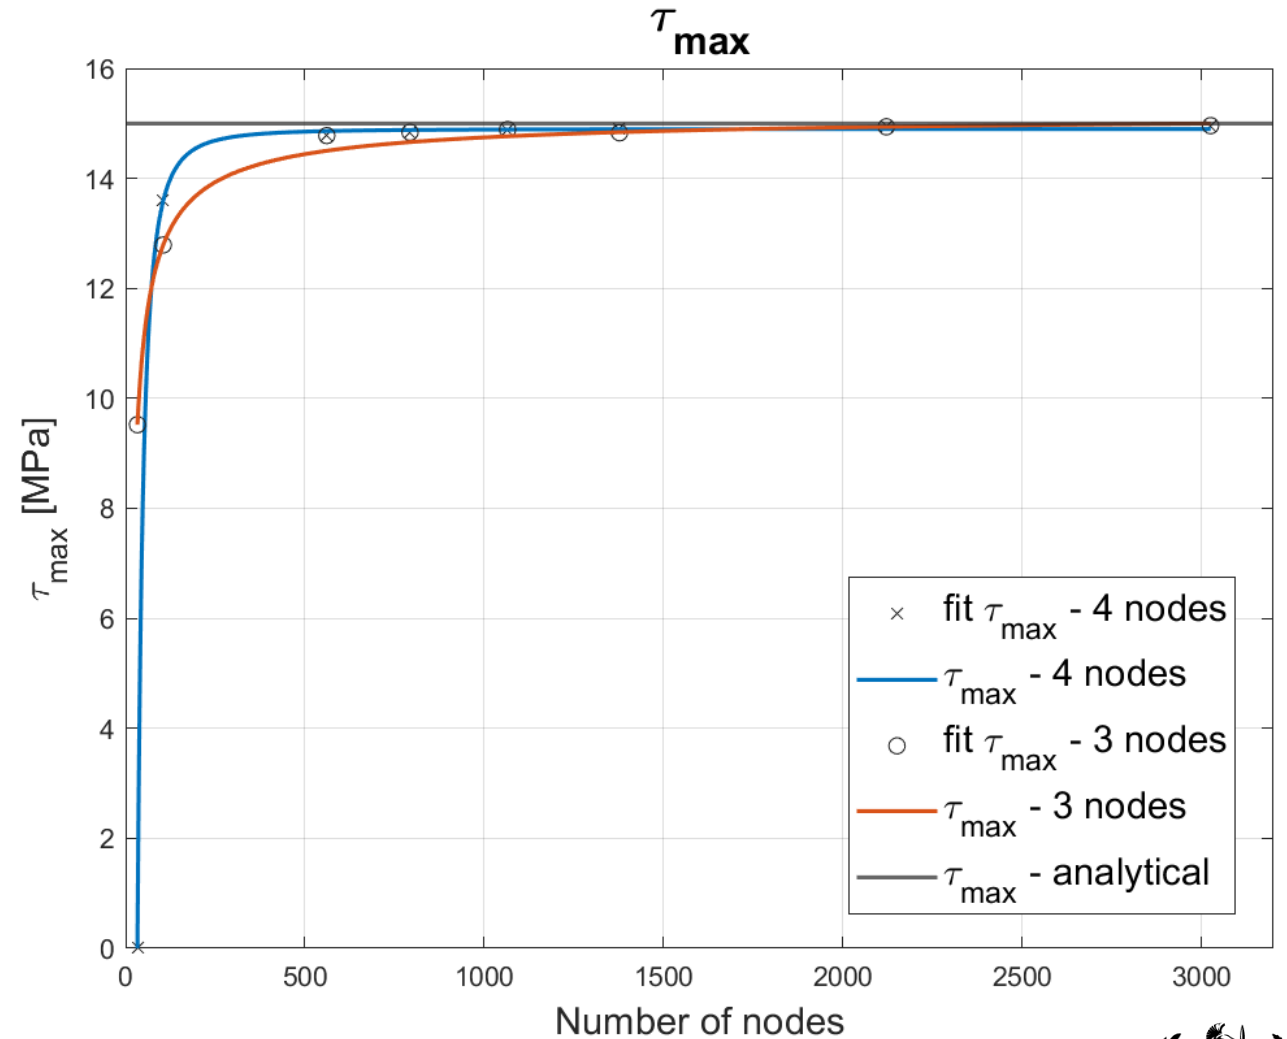 τmax
16
14
12
10
8
6
4
2
0
τmax [MPa]
0 500 1000 1500 2000 2500 3000
Number of nodes
fit τmax - 4 nodes
τmax - 4 nodes
fit τmax - 3 nodes
τmax - 3 nodes
τmax - analytical